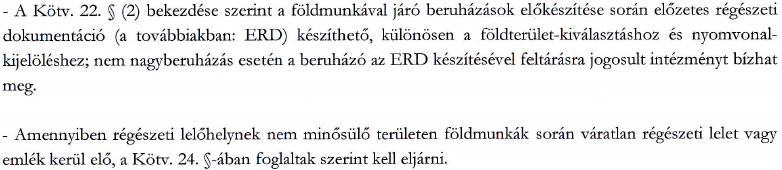 - A Kötv. 22. § (2) bekezdése szerint a földmunkával járó beruházások előkészítése során előzetes régészeti
dokumentáció (a továbbiakban: ERD) készíthető, különösen a földterület-kiválasztáshoz és nyomvonal-
kijelöléshez; nem nagyberuházás esetén a beruházó az ERD készítésével feltárásra jogosult intézményt bízhat
meg.
- Amennyiben régészeti lelőhelynek nem minősülő területen földmunkák során váratlan régészeti lelet vagy
emlék kerül elő, a Kötv. 24. §-ában foglaltak szerint kell eljárni.